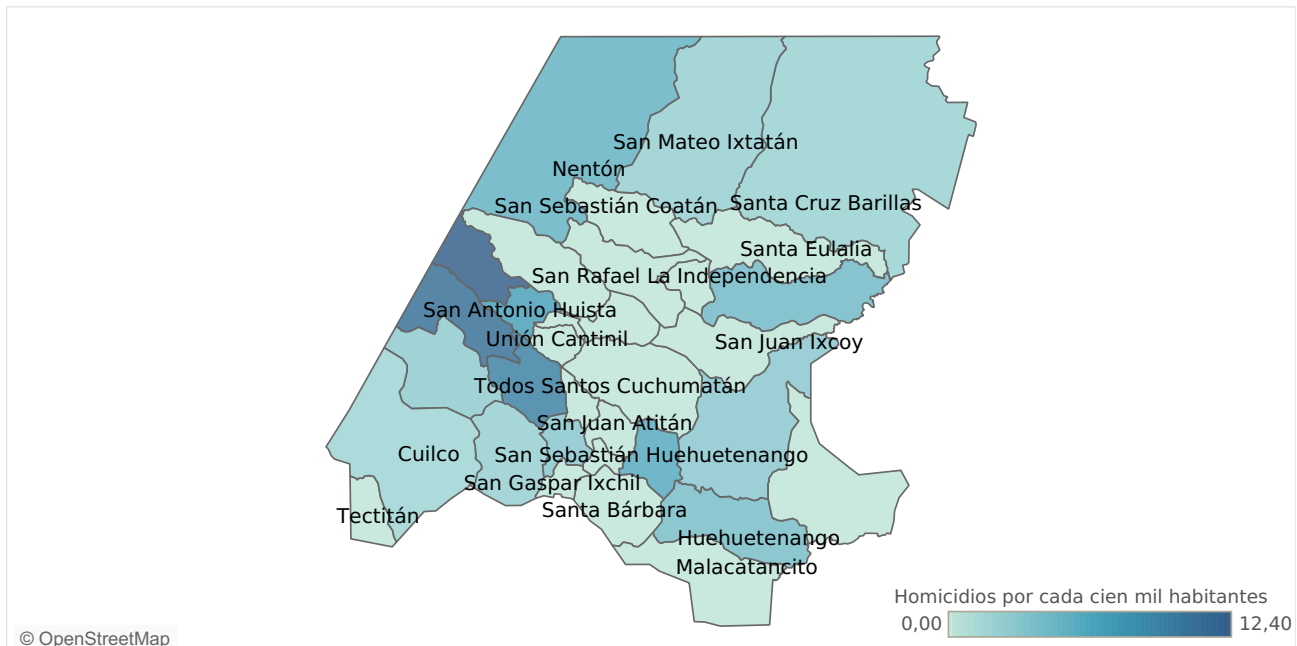 San Mateo Ixtatán
Nentón
Santa Cruz Barillas
San Sebastián Coatán
Santa Eulalia
San Rafael La Independencia
San Antonio Huista
Unión Cantinil
San Juan Ixcoy
Todos Santos Cuchumatán
San Juan Atitán
Cuilco
San Sebastián Huehuetenango
San Gaspar Ixchil
Santa Bárbara
Tectitán
Huehuetenango
Malacatancito
Homicidios por cada cien mil habitantes
0,00 12,40
© OpenStreetMap